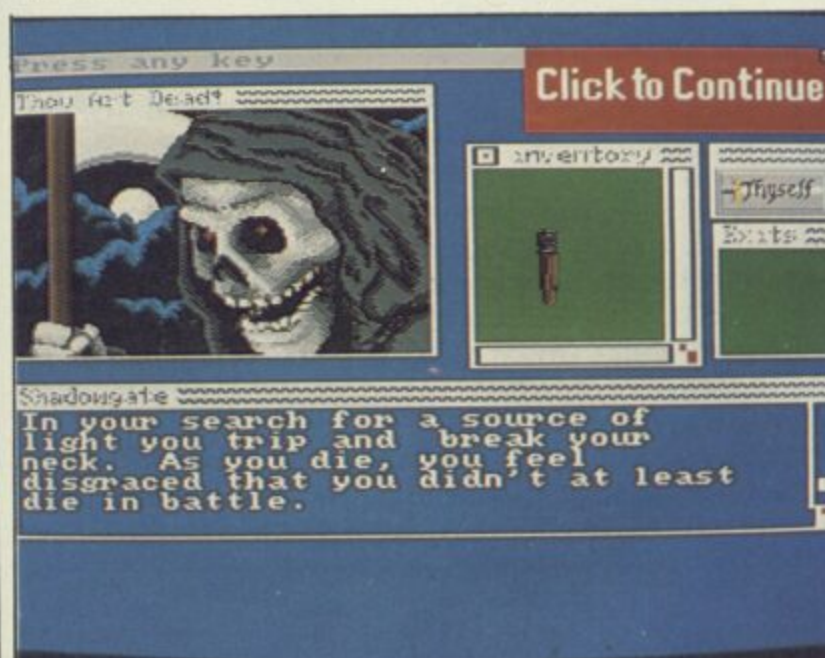 Press any key
Click to Continue
Thou Art Dead!
inventory
Thyself
Exits
Shadowgate
In your search for a source of
light you trip and break your
neck. As you die, you feel
disgraced that you didn't at least
die in battle.